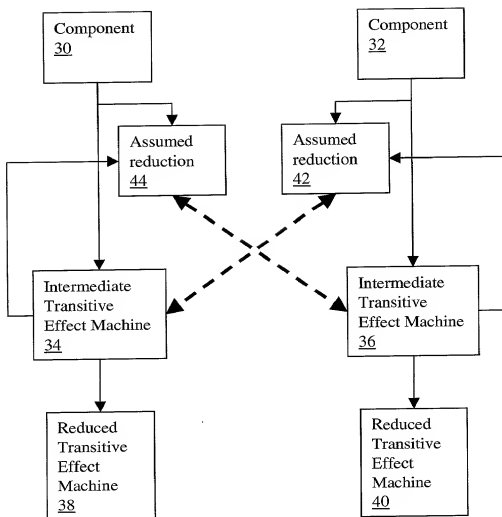 Component
30
Component
32
Assumed
reduction
44
Assumed
reduction
42
Intermediate
Transitive
Effect Machine
34
Intermediate
Transitive
Effect Machine
36
Reduced
Transitive
Effect
Machine
38
Reduced
Transitive
Effect
Machine
40